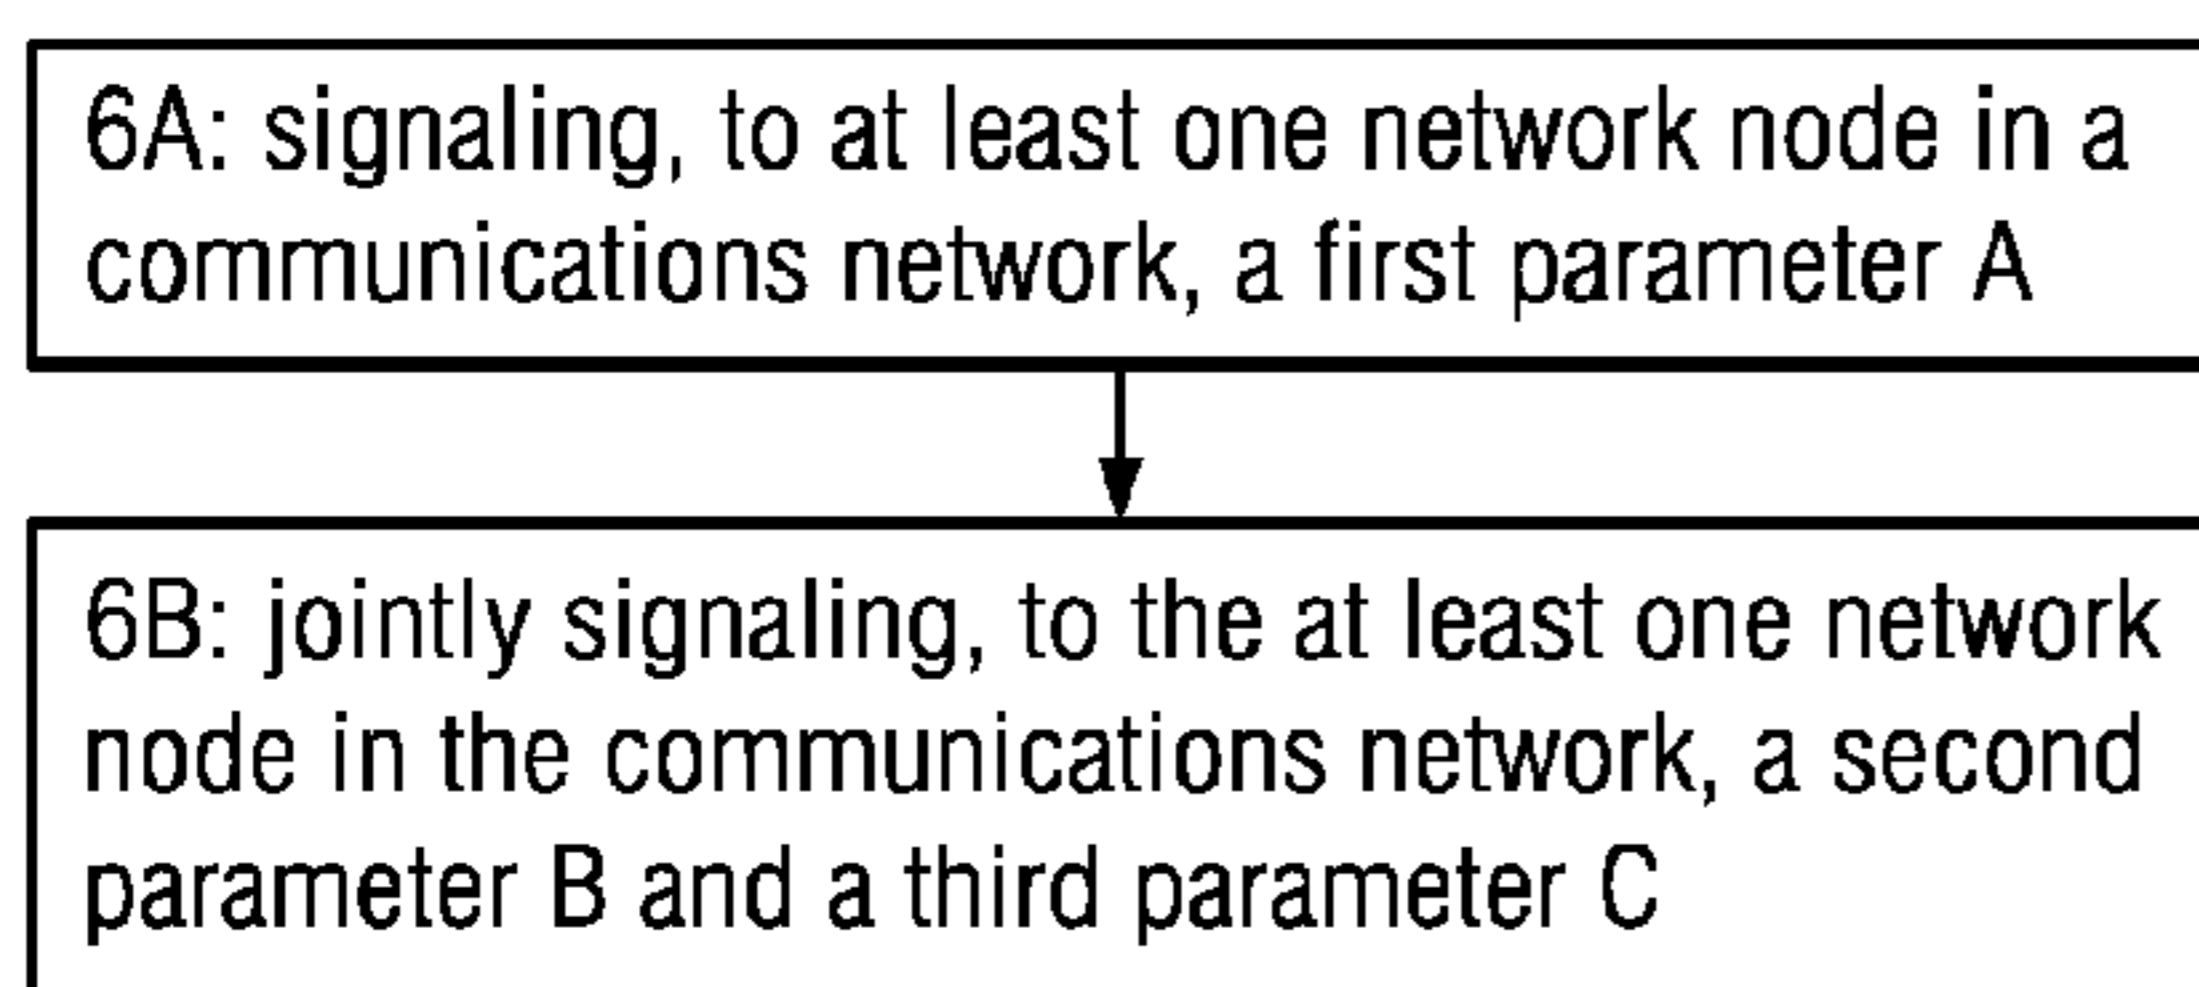 6A: signaling, to at least one network node in a
communications network, a first parameter A
6B: jointly signaling, to the at least one network
node in the communications network, a second
parameter B and a third parameter C